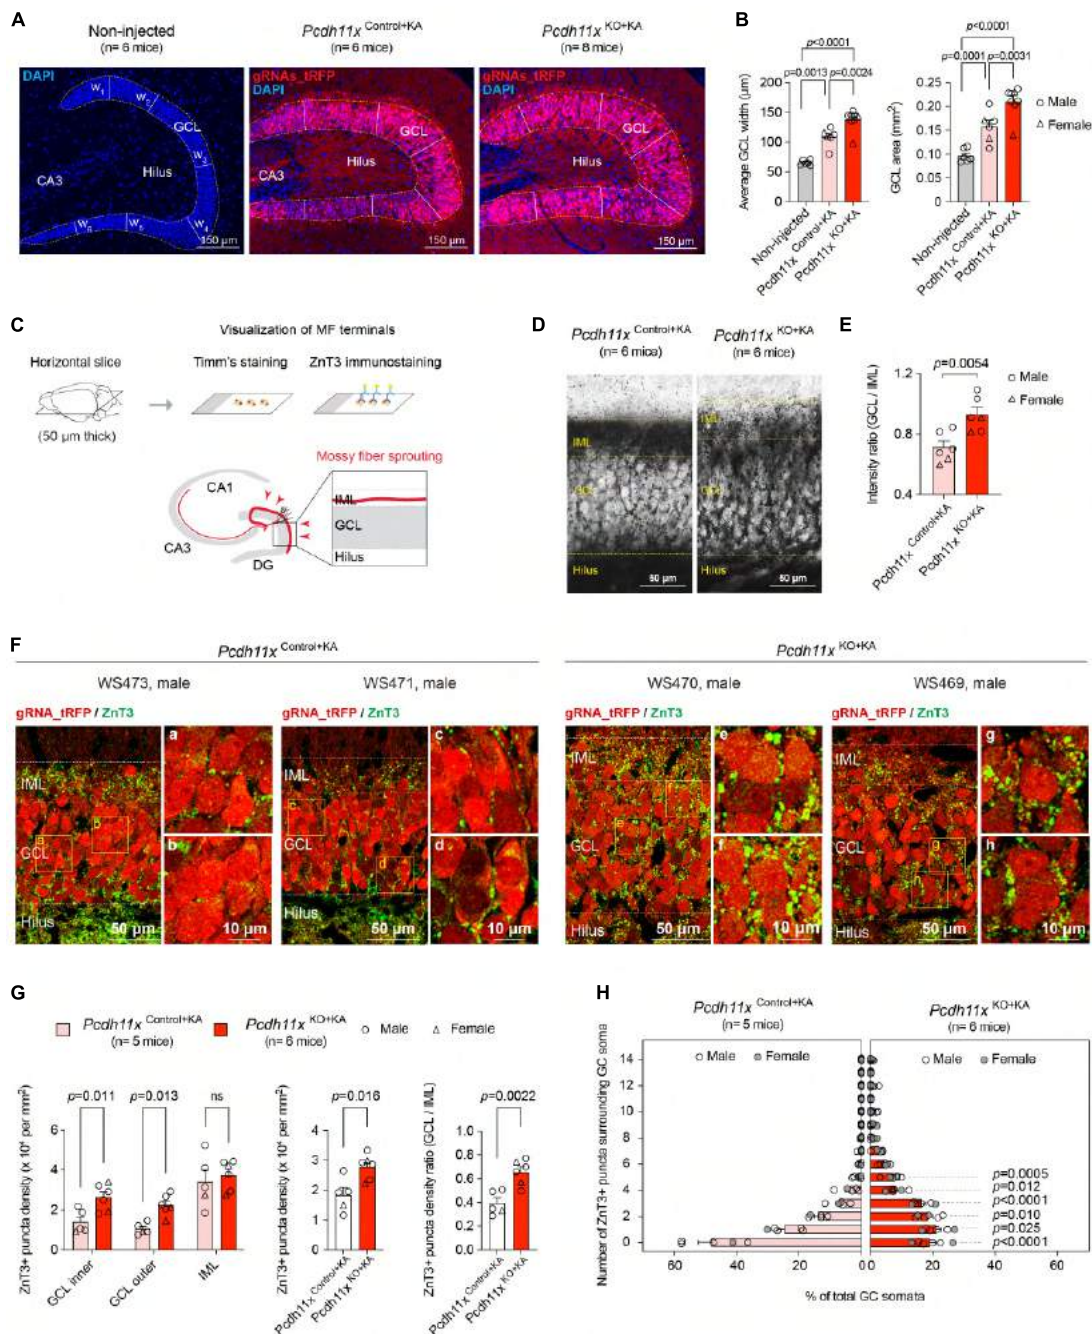 A
Non-injected
(n= 6 mice)
Pcdh11x Control+KA
(n= 6 mice)
Pcdh11x KO+KA
(n= 8 mice)
DAPI
W1
W2
W3
W4
W5
W6
GCL
Hilus
CA3
150 µm
gRNAs_tRFP
DAPI
GCL
Hilus
CA3
150 µm
gRNAs_tRFP
DAPI
GCL
Hilus
150 µm
B
p<0.0001
p=0.0013
p=0.0024
Average GCL width (µm)
200
150
100
50
0
Non-injected
Pcdh11x Control+KA
Pcdh11x KO+KA
p<0.0001
p=0.0001
p=0.0031
GCL area (mm2)
0.25
0.20
0.15
0.10
0.05
0
Non-injected
Pcdh11x Control+KA
Pcdh11x KO+KA
Male
Female
C
Visualization of MF terminals
Horizontal slice
Timm's staining
ZnT3 immunostaining
(50 µm thick)
Mossy fiber sprouting
CA1
CA3
DG
IML
GCL
Hilus
D
Pcdh11x Control+KA
(n= 6 mice)
Pcdh11x KO+KA
(n= 6 mice)
IML
GCL
Hilus
50 µm
IML
GCL
Hilus
50 µm
E
p=0.0054
Intensity ratio (GCL / IML)
1.2
0.8
0.4
Pcdh11x Control+KA
Pcdh11x KO+KA
Male
Female
F
Pcdh11x Control+KA
Pcdh11x KO+KA
WS473, male
WS471, male
WS470, male
WS469, male
gRNA_tRFP / ZnT3
gRNA_tRFP / ZnT3
gRNA_tRFP / ZnT3
gRNA_tRFP / ZnT3
IML
GCL
Hilus
50 µm
a
b
a
b
10 µm
IML
GCL
Hilus
50 µm
c
d
c
d
10 µm
IML
GCL
Hilus
50 µm
e
f
e
f
10 µm
IML
GCL
Hilus
50 µm
g
h
g
h
10 µm
G
Pcdh11x Control+KA
(n= 5 mice)
Pcdh11x KO+KA
(n= 6 mice)
Male
Female
p=0.011
p=0.013
ns
ZnT3+ puncta density (x 10⁴ per mm²)
8
6
4
2
0
GCL inner
GCL outer
IML
p=0.016
ZnT3+ puncta density (x 10⁴ per mm²)
4
3
2
1
0
Pcdh11x Control+KA
Pcdh11x KO+KA
p=0.0022
ZnT3+ puncta density ratio (GCL / IML)
1.0
0.8
0.6
0.4
0.2
0.0
Pcdh11x Control+KA
Pcdh11x KO+KA
H
Pcdh11x Control+KA
(n= 5 mice)
Pcdh11x KO+KA
(n= 6 mice)
Male
Female
Male
Female
Number of ZnT3+ puncta surrounding GC soma
14
12
10
8
6
4
2
0
p=0.0005
p=0.012
p<0.0001
p=0.010
p=0.025
p<0.0001
60
40
20
0
0
20
40
60
% of total GC somata